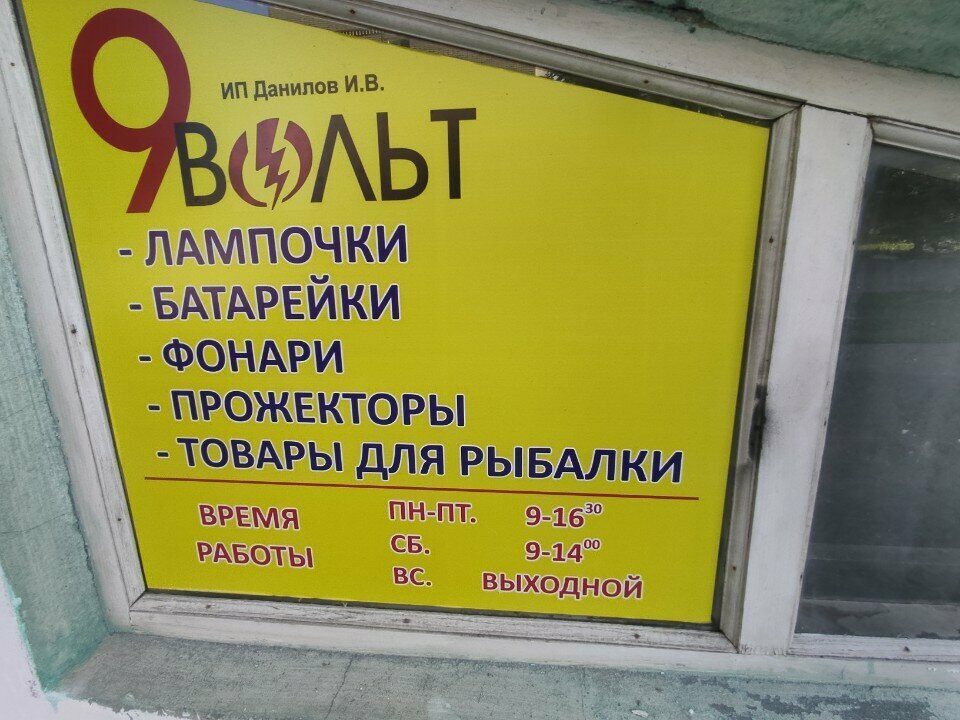 ИП Данилов И.В.
9 ВОЛЬТ
- ЛАМПОЧКИ
- БАТАРЕЙКИ
- ФОНАРИ
- ПРОЖЕКТОРЫ
- ТОВАРЫ ДЛЯ РЫБАЛКИ
ВРЕМЯ РАБОТЫ
ПН-ПТ. 9-16³⁰
СБ. 9-14⁰⁰
ВС. ВЫХОДНОЙ